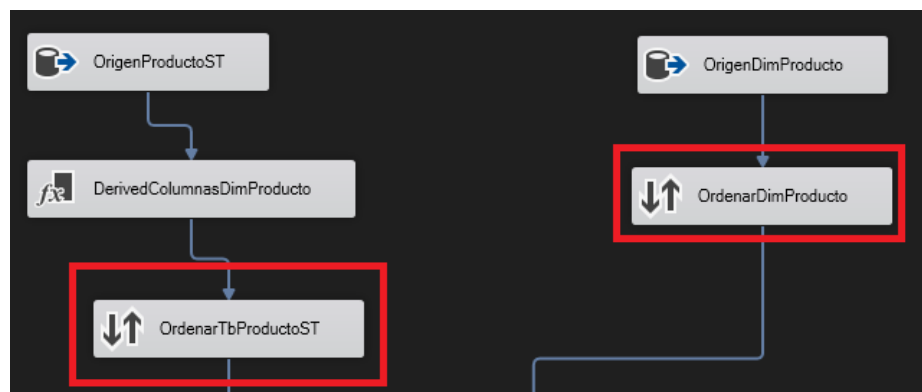 OrigenProductoST
OrigenDimProducto
DerivedColumnasDimProducto
OrdenarDimProducto
OrdenarTbProductoST